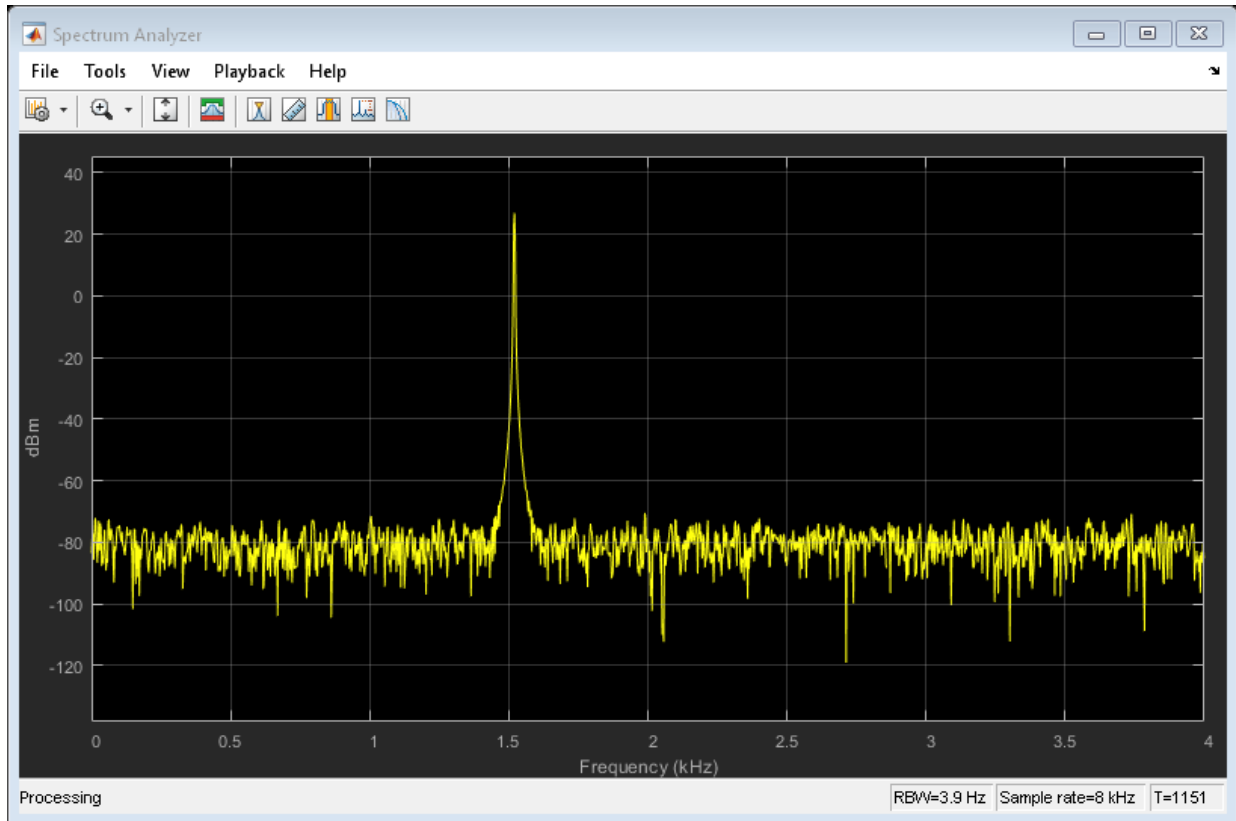 Spectrum Analyzer
File Tools View Playback Help
40
20
0
-20
-40
-60
-80
-100
-120
dBm
0 0.5 1 1.5 2 2.5 3 3.5 4
Frequency (kHz)
Processing RBW=3.9 Hz Sample rate=8 kHz T=1151